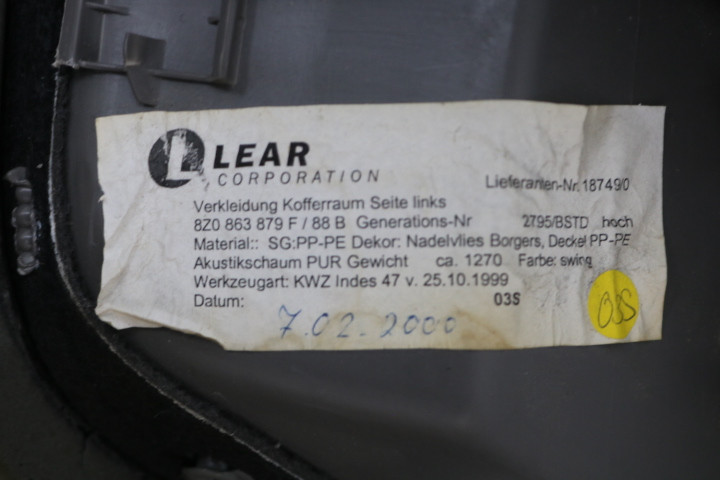 L LEAR
CORPORATION
Lieferanten-Nr.187490
Verkleidung Kofferraum Seite links
8Z0 863 879 F / 88 B Generations-Nr 2795/BSTD hoch
Material:: SG:PP-PE Dekor: Nadelvlies Borgers, Deckel PP-PE
Akustikschaum PUR Gewicht ca. 1270 Farbe: swing
Werkzeugart: KWZ Indes 47 v. 25.10.1999
Datum: 03S
7.02.2000
03S